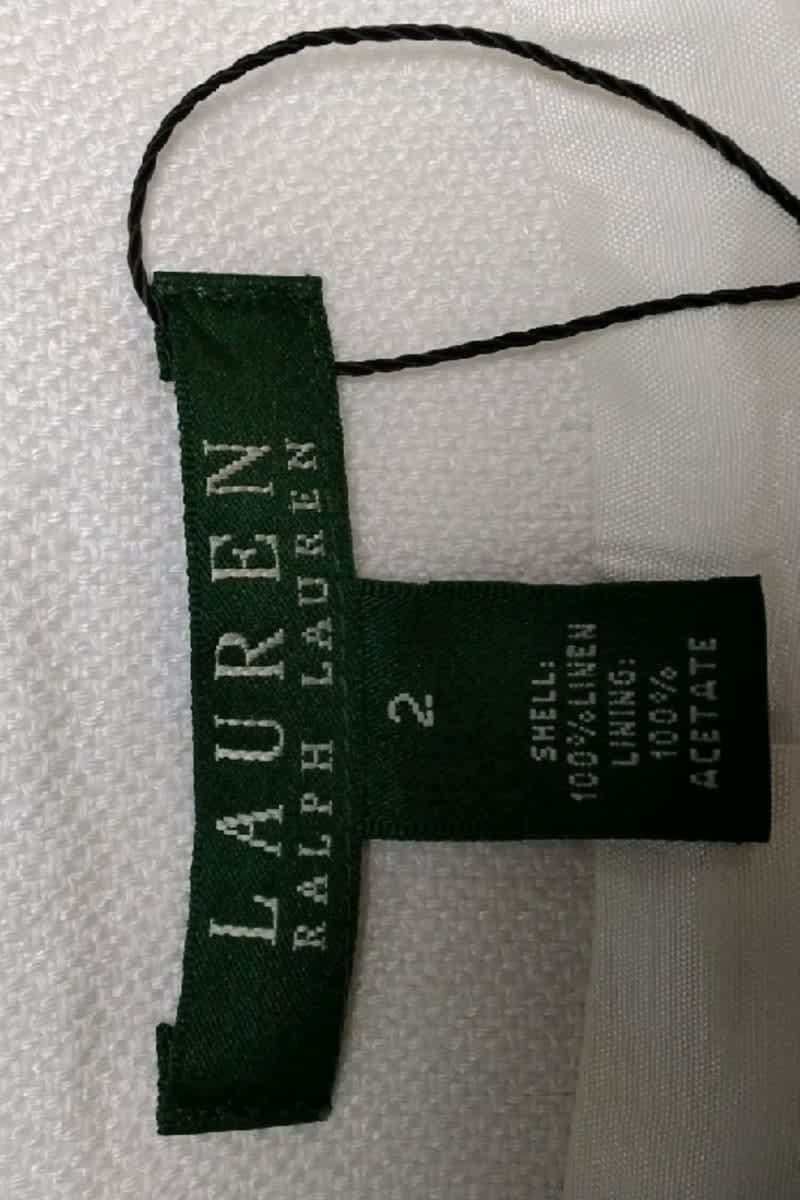 LAUREN
RALPH LAUREN
2
SHELL:
100%LINEN
LINING:
100%
ACETATE